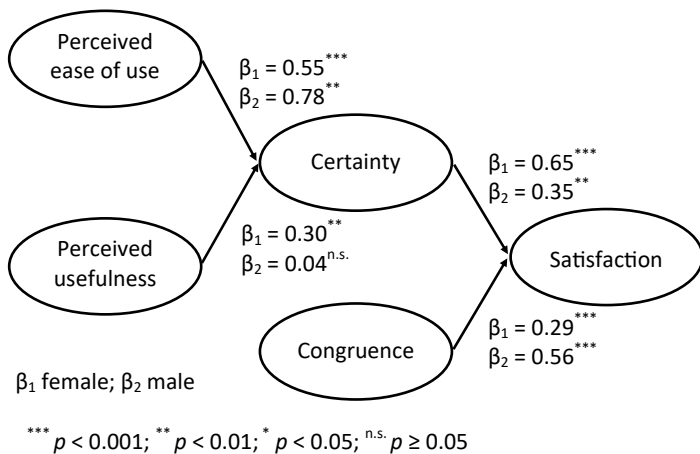 Perceived
ease of use
β₁ = 0.55***
β₂ = 0.78**
Certainty
β₁ = 0.65***
β₂ = 0.35**
Perceived
usefulness
β₁ = 0.30**
β₂ = 0.04n.s.
Satisfaction
Congruence
β₁ = 0.29***
β₂ = 0.56***
β₁ female; β₂ male
*** p < 0.001; ** p < 0.01; * p < 0.05; n.s. p ≥ 0.05